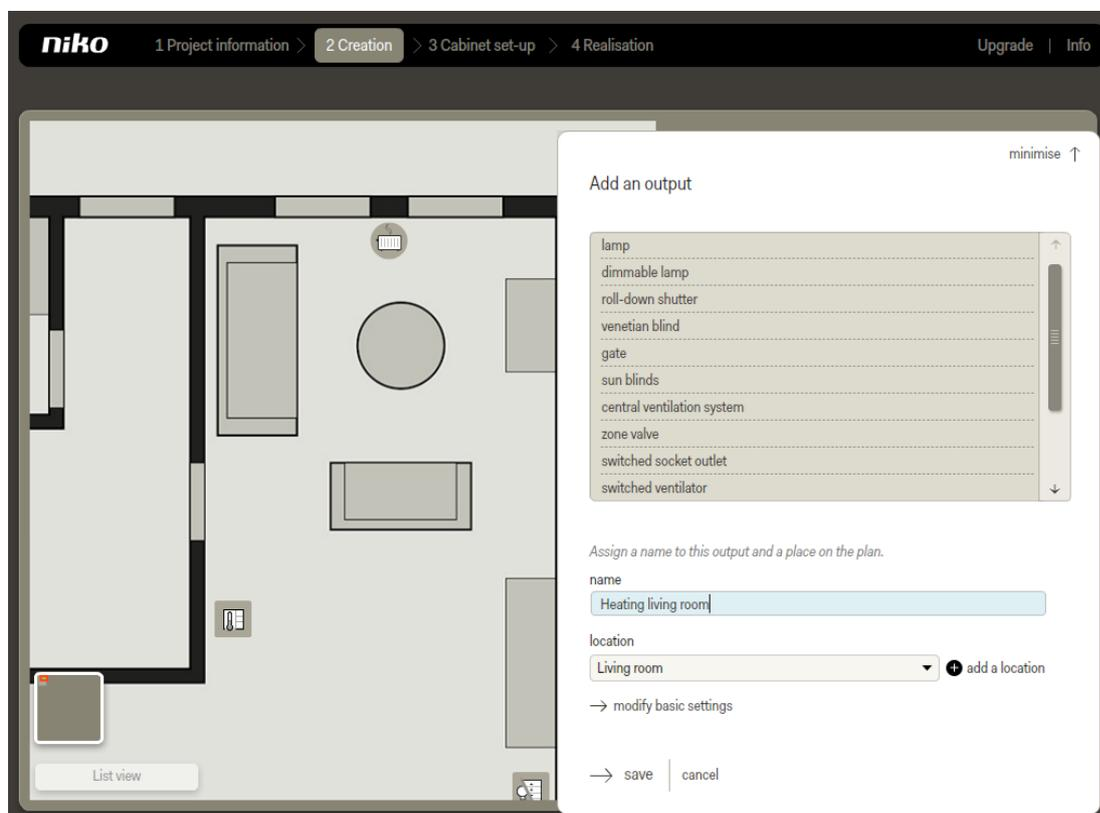 niko
1 Project information
2 Creation
3 Cabinet set-up
4 Realisation
Upgrade | Info
minimise
Add an output
lamp
dimmable lamp
roll-down shutter
venetian blind
gate
sun blinds
central ventilation system
zone valve
switched socket outlet
switched ventilator
Assign a name to this output and a place on the plan.
name
Heating living room
location
Living room
add a location
modify basic settings
save
cancel
List view